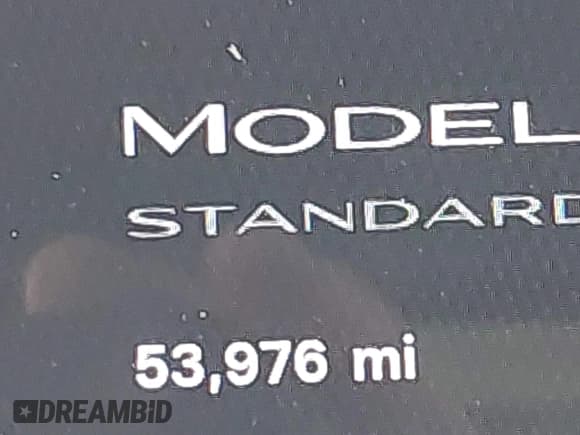 MODEL
STANDARD
53,976 mi
DREAMBID